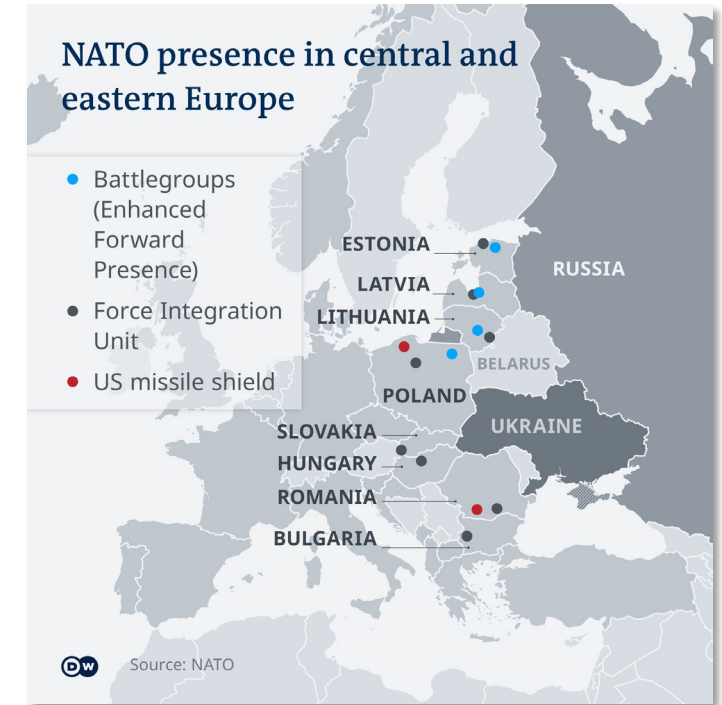 NATO presence in central and
eastern Europe
Battlegroups
(Enhanced
Forward
Presence)
Force Integration
Unit
US missile shield
ESTONIA
RUSSIA
LATVIA
LITHUANIA
BELARUS
POLAND
UKRAINE
SLOVAKIA
HUNGARY
ROMANIA
BULGARIA
DW
Source: NATO